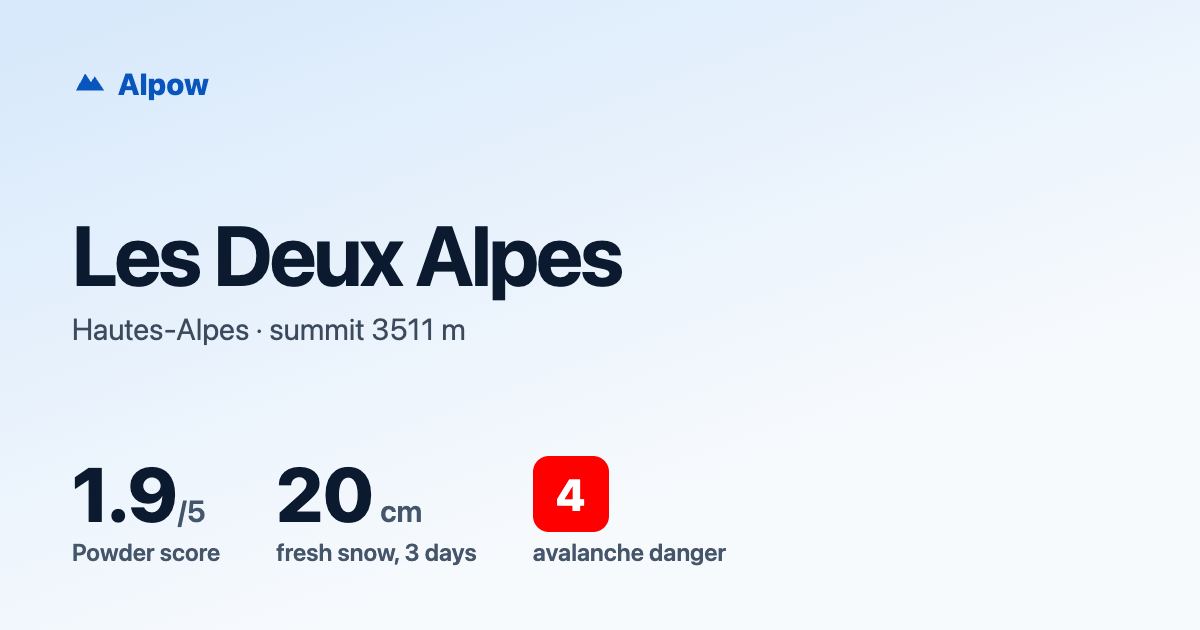 Alpow
Les Deux Alpes
Hautes-Alpes · summit 3511 m
1.9/5
Powder score
20 cm
fresh snow, 3 days
4
avalanche danger